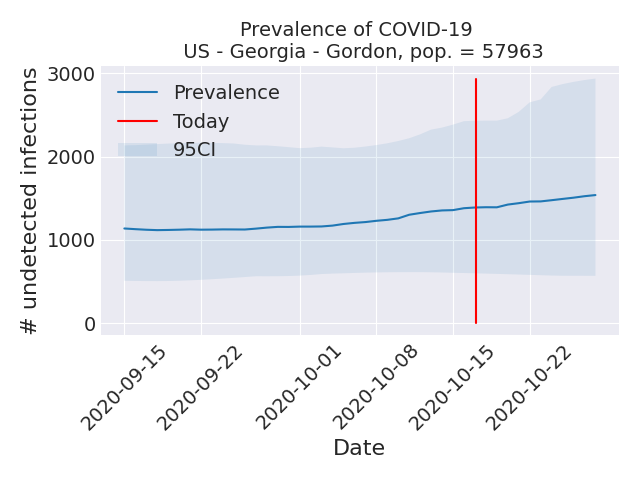 Prevalence of COVID-19
US - Georgia - Gordon, pop. = 57963
# undetected infections
3000
2000
1000
0
Prevalence
Today
95CI
2020-09-15
2020-09-22
2020-10-01
2020-10-08
2020-10-15
2020-10-22
Date